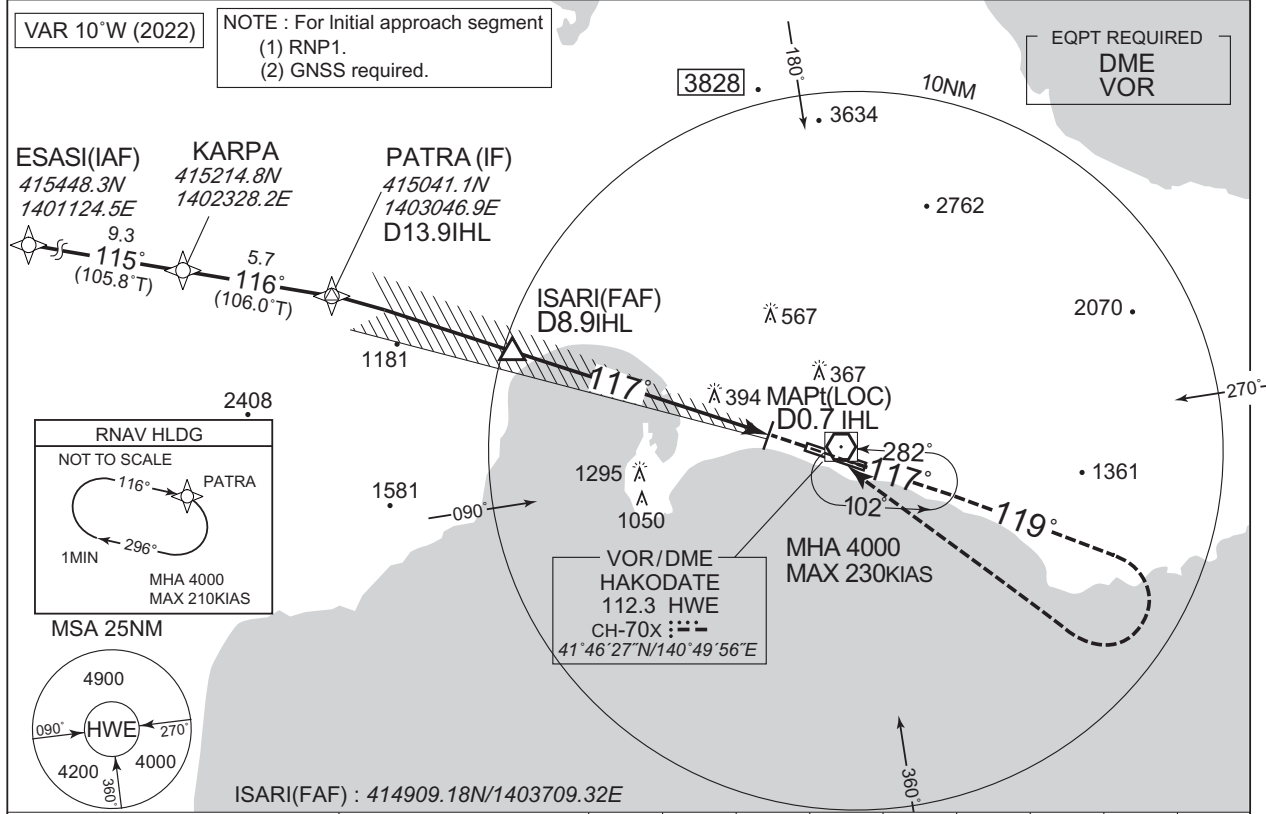 VAR 10°W (2022)
NOTE : For Initial approach segment
(1) RNP1.
(2) GNSS required.
EQPT REQUIRED
DME
VOR
180°
3828
10NM
3634
ESASI(IAF)
415448.3N
1401124.5E
KARPA
415214.8N
1402328.2E
PATRA (IF)
415041.1N
1403046.9E
D13.9IHL
2762
9.3
115°
(105.8°T)
5.7
116°
(106.0°T)
ISARI(FAF)
D8.9IHL
567
2070
1181
117°
367
394
MAPt(LOC)
D0.7 IHL
270°
2408
RNAV HLDG
NOT TO SCALE
116°
PATRA
296°
1MIN
MHA 4000
MAX 210KIAS
282°
117°
102°
119°
1295
1361
1581
090°
1050
MHA 4000
MAX 230KIAS
VOR/DME
HAKODATE
112.3 HWE
CH-70X
41°46′27″N/140°49′56″E
MSA 25NM
4900
090°
HWE
270°
4200
4000
360°
360°
ISARI(FAF) : 414909.18N/1403709.32E